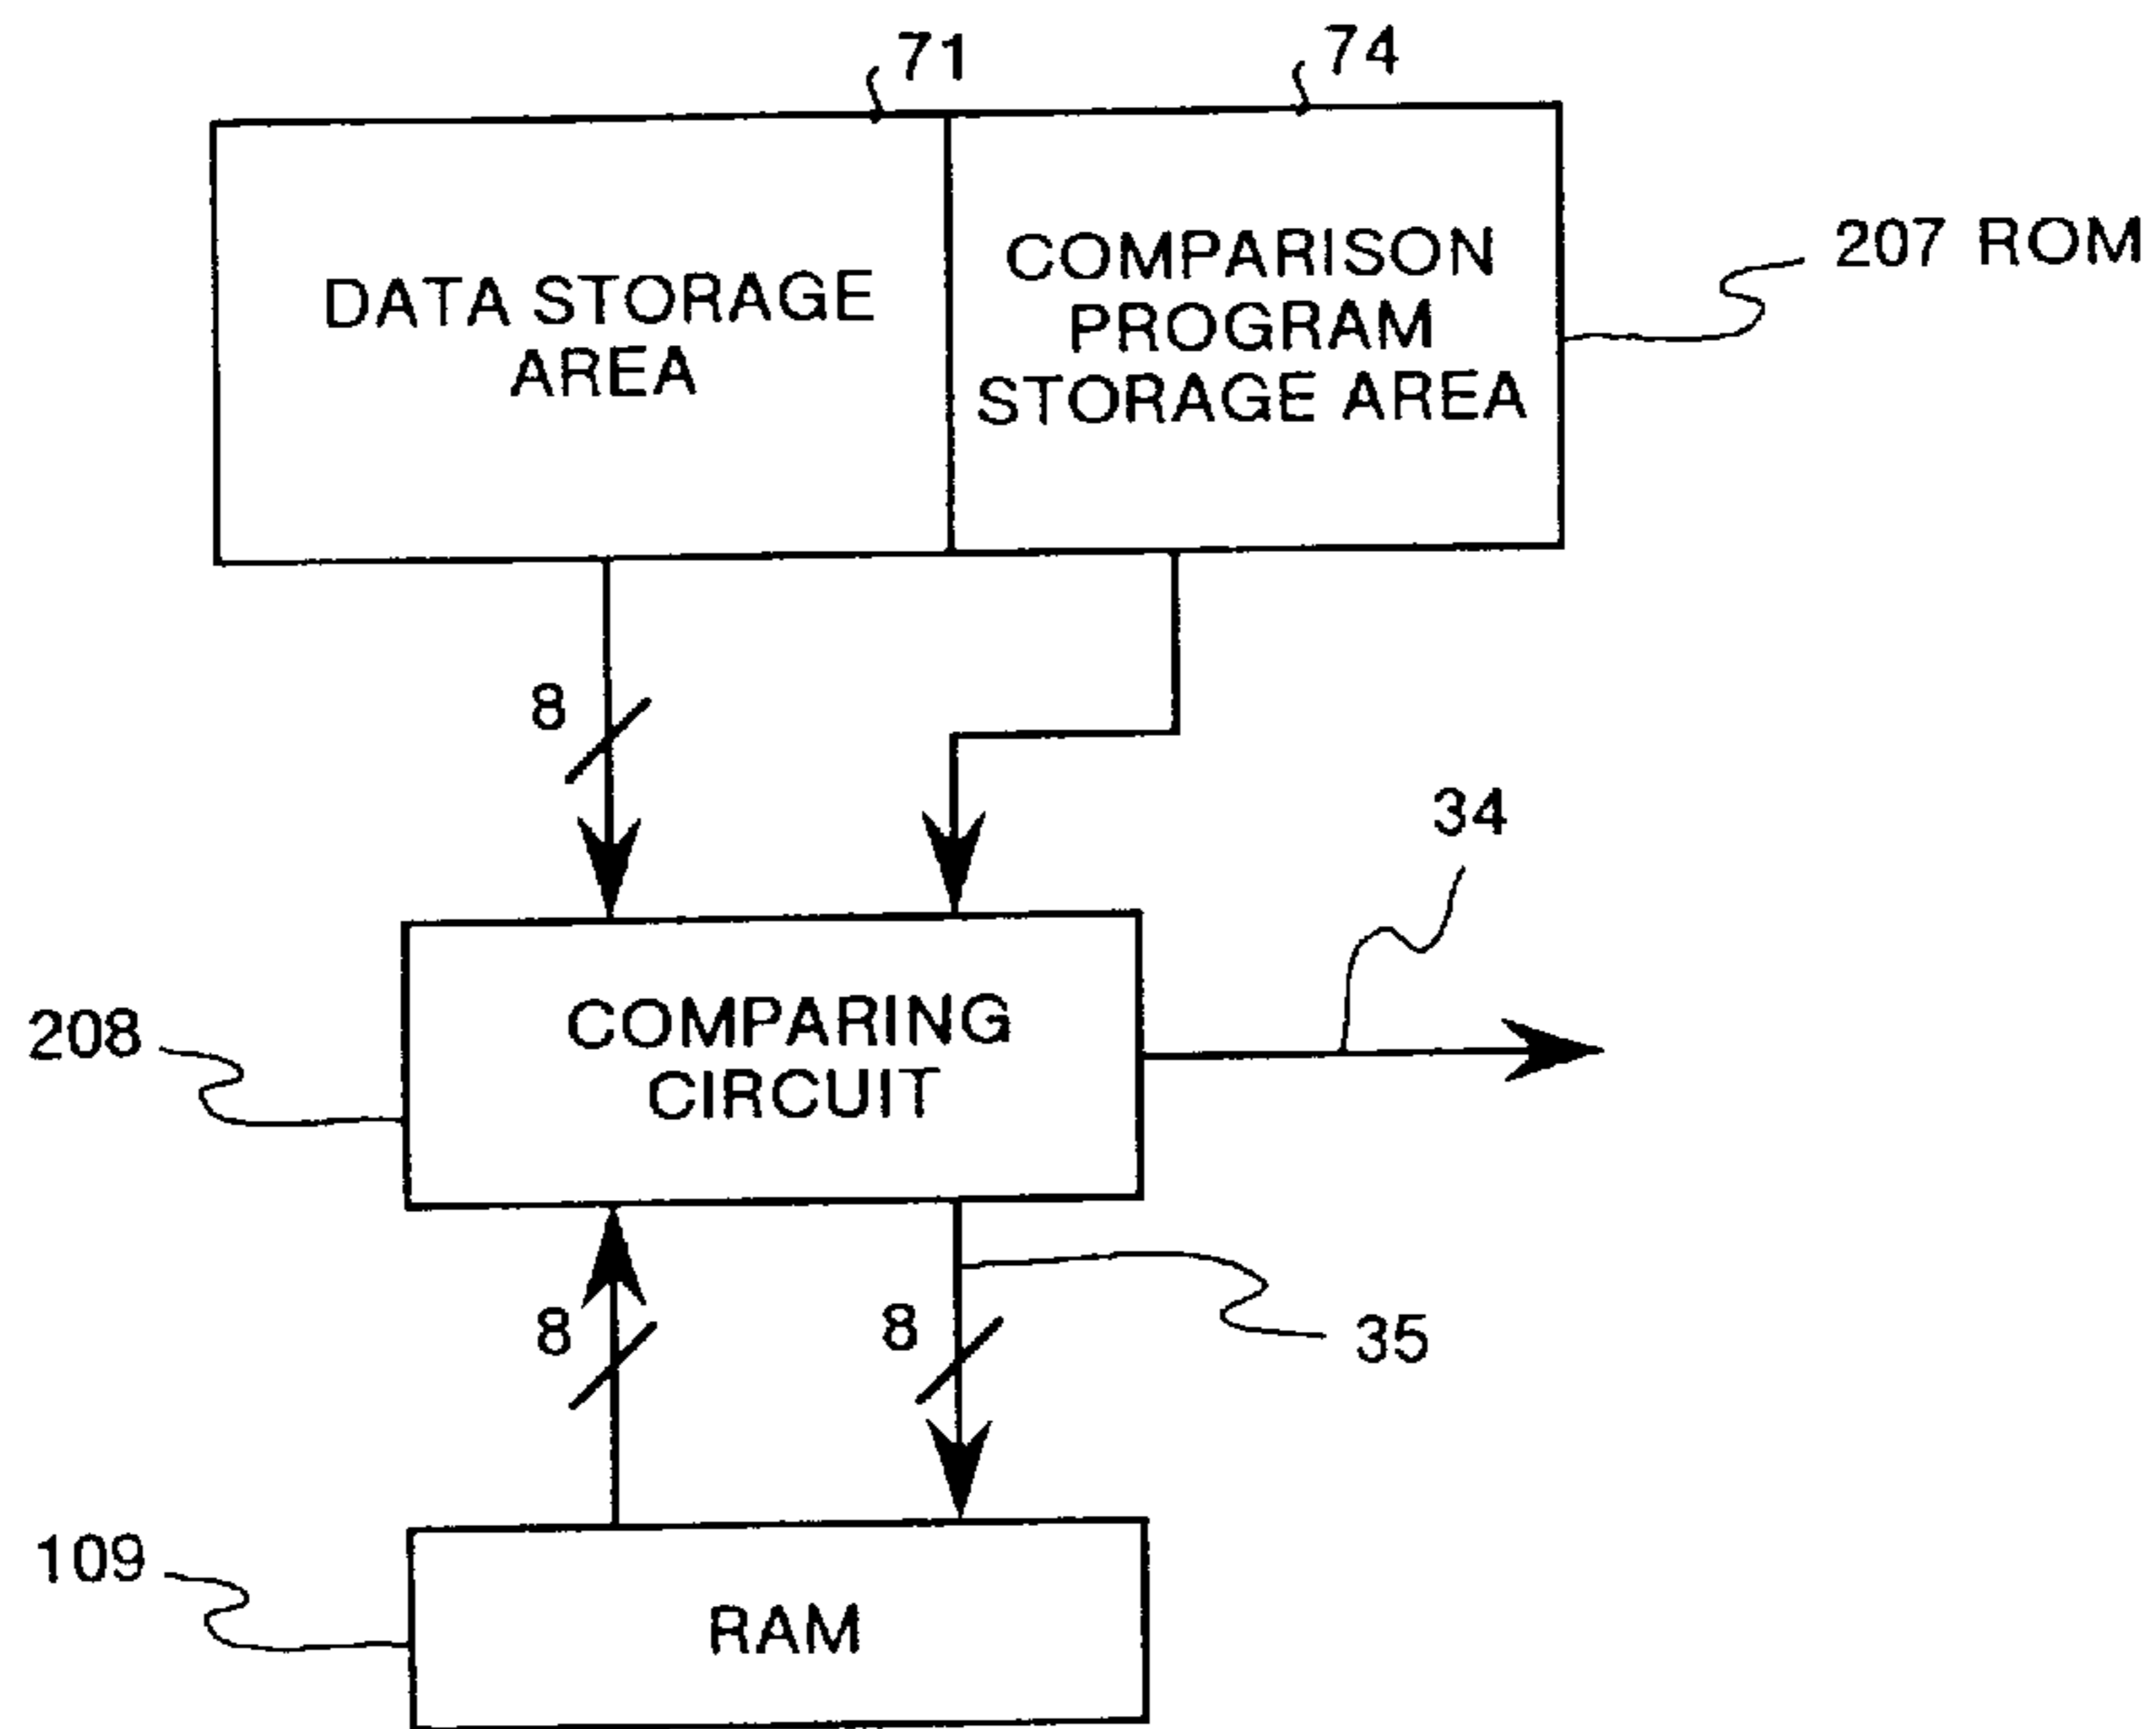 71
74
DATA STORAGE
AREA
COMPARISON
PROGRAM
STORAGE AREA
207 ROM
8
34
208
COMPARING
CIRCUIT
8
8
35
109
RAM